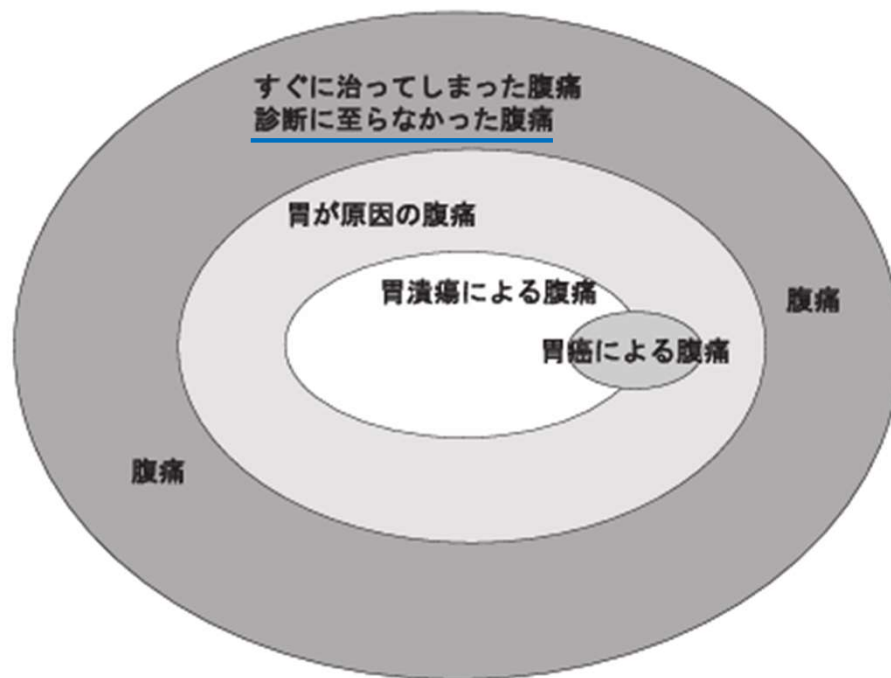 すぐに治ってしまった腹痛
診断に至らなかった腹痛
胃が原因の腹痛
胃潰瘍による腹痛
腹痛
胃癌による腹痛
腹痛